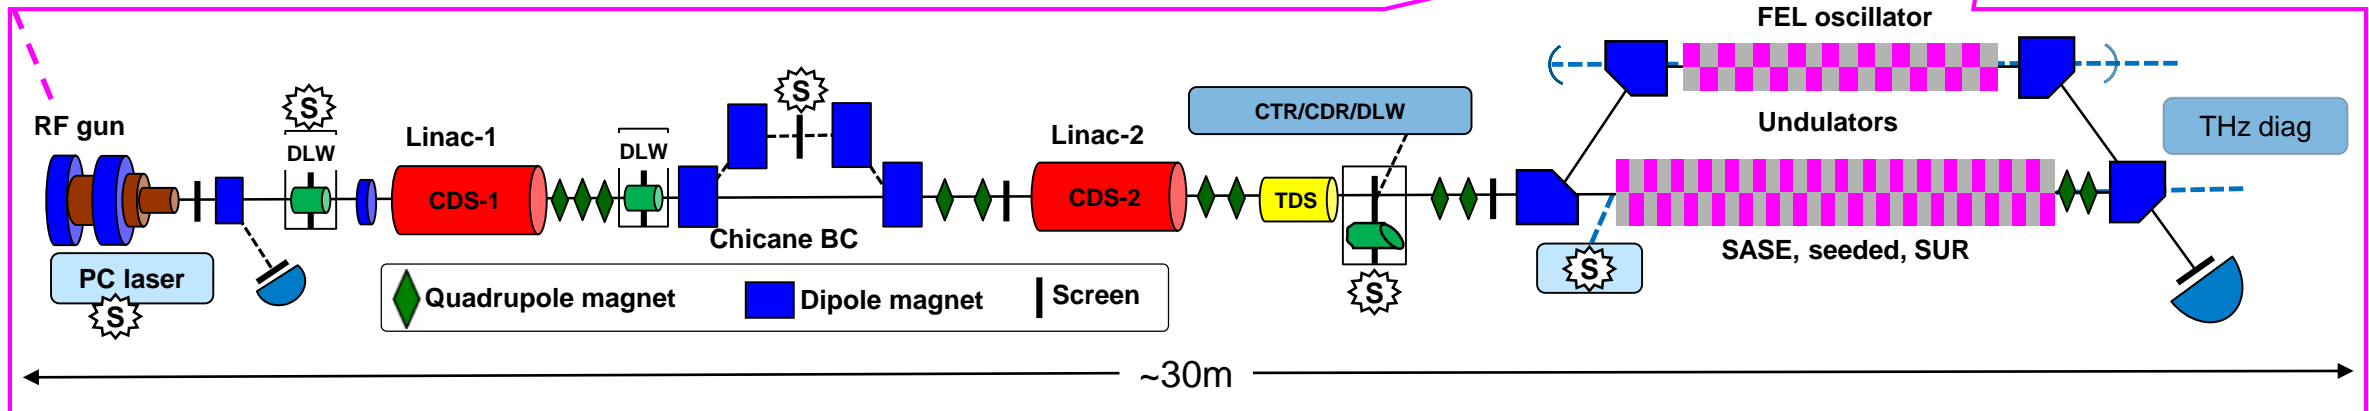 FEL oscillator
S
S
CTR/CDR/DLW
RF gun
Linac-1
Linac-2
Undulators
THz diag
DLW
DLW
CDS-1
CDS-2
TDS
Chicane BC
SASE, seeded, SUR
PC laser
S
S
S
Quadrupole magnet
Dipole magnet
Screen
~30m